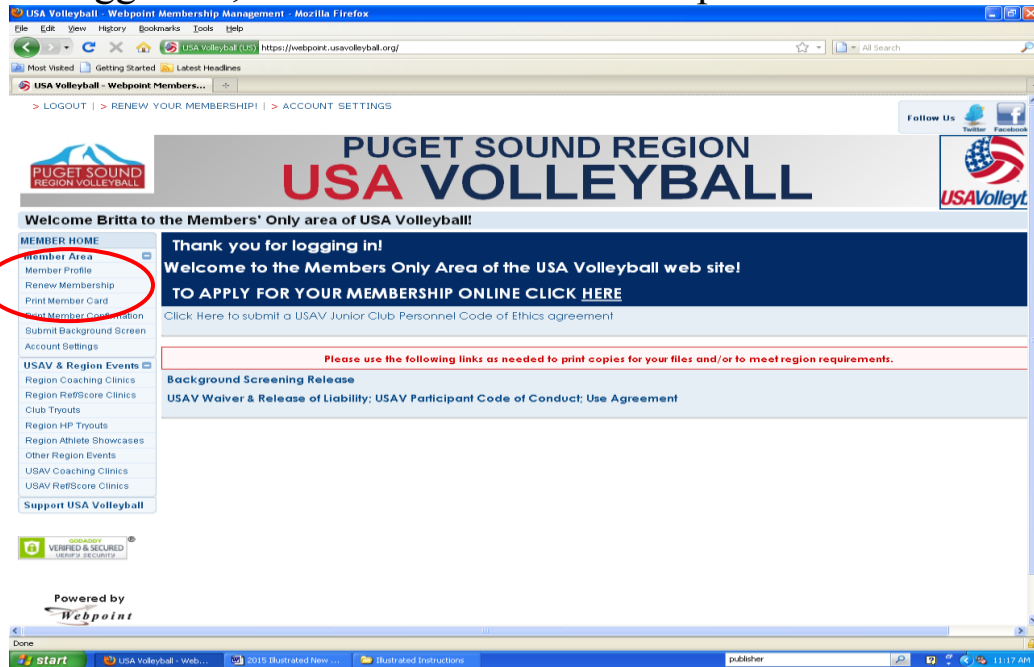 USA Volleyball - Webpoint Membership Management - Mozilla Firefox
File Edit View History Bookmarks Tools Help
USA Volleyball (US) https://webpoint.usavolleyball.org/ All Search
Most Visited Getting Started Latest Headlines
USA Volleyball - Webpoint Members...
> LOGOUT | > RENEW YOUR MEMBERSHIP! | > ACCOUNT SETTINGS
Follow Us
Twitter Facebook
PUGET SOUND
REGION VOLLEYBALL
PUGET SOUND REGION
USA VOLLEYBALL
USAVolleyb
Welcome Britta to the Members' Only area of USA Volleyball!
MEMBER HOME
Member Area
Member Profile
Renew Membership
Print Member Card
Print Member Confirmation
Submit Background Screen
Account Settings
USAV & Region Events
Region Coaching Clinics
Region Ref/Score Clinics
Club Tryouts
Region HP Tryouts
Region Athlete Showcases
Other Region Events
USAV Coaching Clinics
USAV Ref/Score Clinics
Support USA Volleyball
Thank you for logging in!
Welcome to the Members Only Area of the USA Volleyball web site!
TO APPLY FOR YOUR MEMBERSHIP ONLINE CLICK HERE
Click Here to submit a USAV Junior Club Personnel Code of Ethics agreement
Please use the following links as needed to print copies for your files and/or to meet region requirements.
Background Screening Release
USAV Waiver & Release of Liability; USAV Participant Code of Conduct; Use Agreement
GODADDY
VERIFIED & SECURED
VERIFY SECURITY
Powered by
Webpoint
Done
start USA Volleyball - Web... 2015 Illustrated New ... Illustrated Instructions publisher 11:17 AM